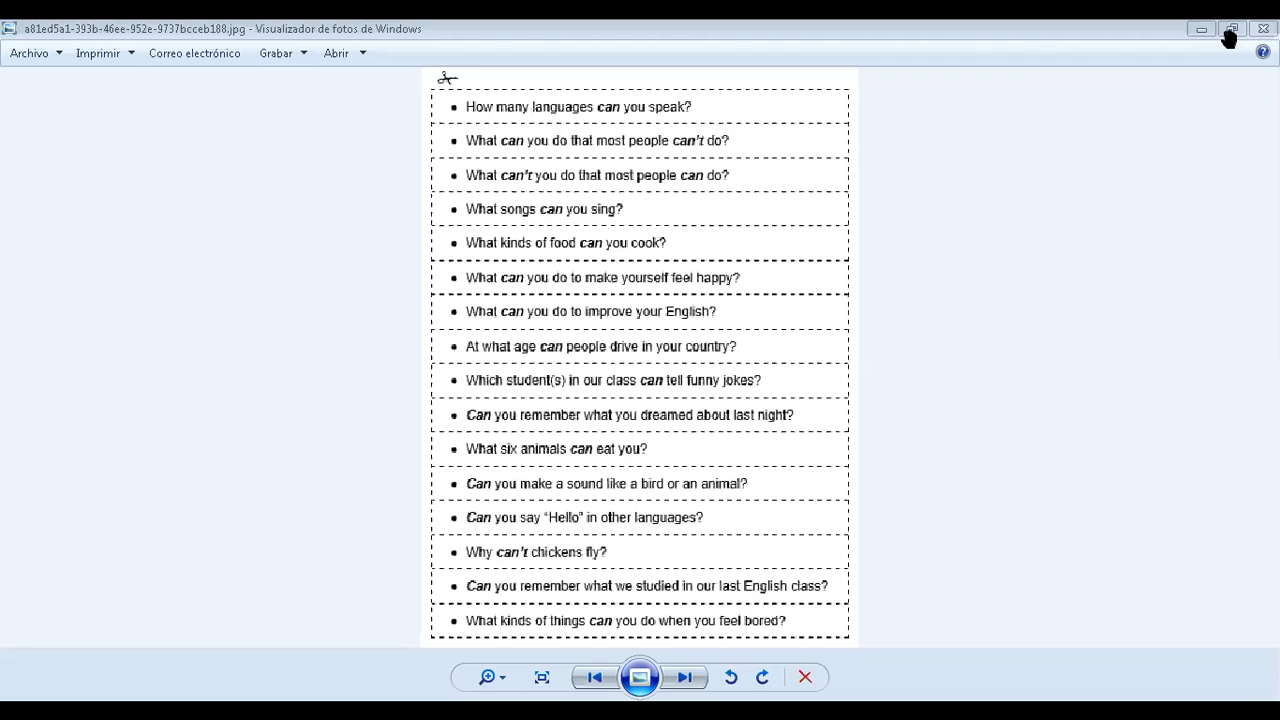 a81ed5a1-393b-46ee-952e-9737bcceb188.jpg - Visualizador de fotos de Windows
Archivo Imprimir Correo electrónico Grabar Abrir
• How many languages can you speak?
• What can you do that most people can't do?
• What can't you do that most people can do?
• What songs can you sing?
• What kinds of food can you cook?
• What can you do to make yourself feel happy?
• What can you do to improve your English?
• At what age can people drive in your country?
• Which student(s) in our class can tell funny jokes?
• Can you remember what you dreamed about last night?
• What six animals can eat you?
• Can you make a sound like a bird or an animal?
• Can you say “Hello” in other languages?
• Why can't chickens fly?
• Can you remember what we studied in our last English class?
• What kinds of things can you do when you feel bored?